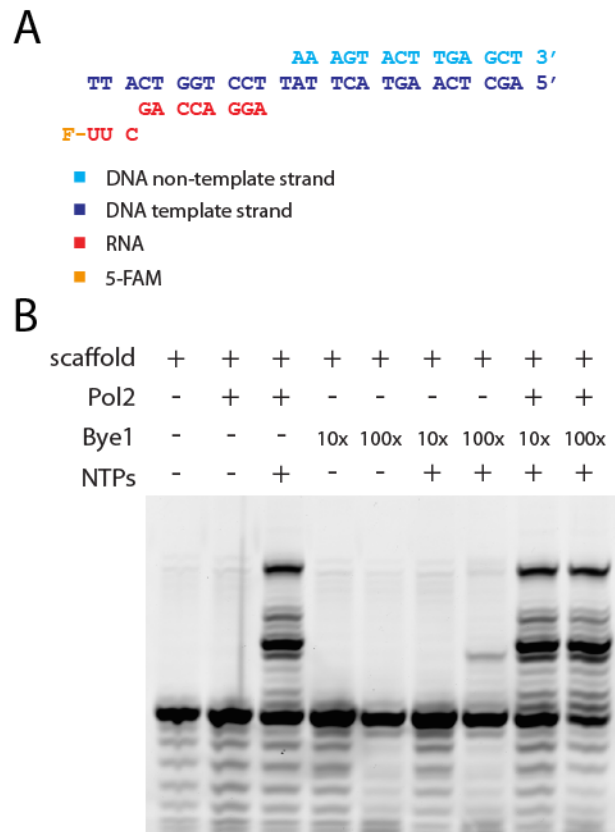 A
AA AGT ACT TGA GCT 3’
TT ACT GGT CCT TAT TCA TGA ACT CGA 5’
GA CCA GGA
F-UU C
DNA non-template strand
DNA template strand
RNA
5-FAM
B
scaffold + + + + + + + + +
Pol2 - + + - - - - + +
Bye1 - - - 10x 100x 10x 100x 10x 100x
NTPs - - + - - + + + +